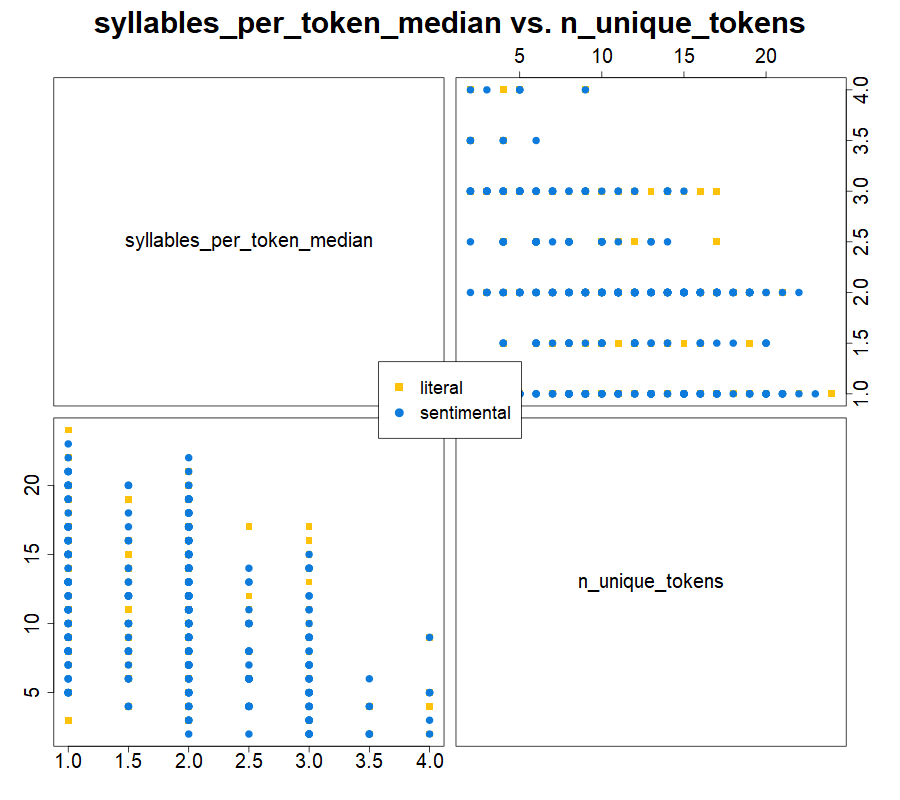 syllables_per_token_median vs. n_unique_tokens
5 10 15 20
syllables_per_token_median
4.0
3.5
3.0
2.5
2.0
1.5
1.0
literal
sentimental
20
15
10
5
n_unique_tokens
1.0 1.5 2.0 2.5 3.0 3.5 4.0